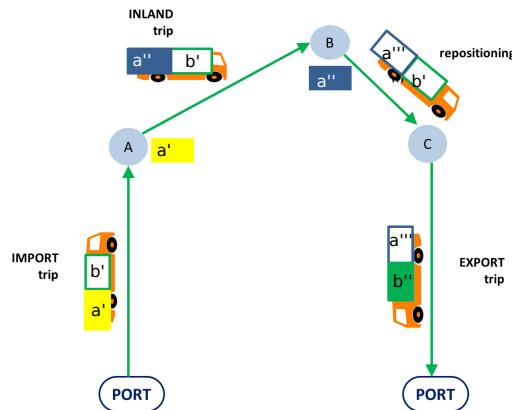 INLAND
trip
B
a''
b'
a'''
b'
repositioning
a''
A
a'
C
IMPORT
trip
b'
a'
a'''
b''
EXPORT
trip
PORT
PORT